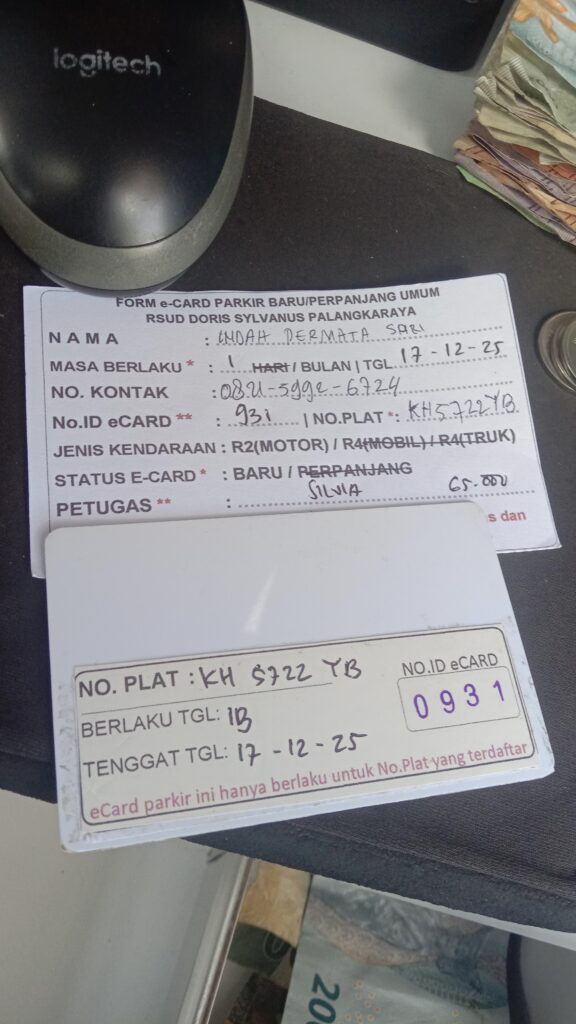 logitech
FORM e-CARD PARKIR BARU/PERPANJANG UMUM
RSUD DORIS SYLVANUS PALANGKARAYA
NAMA : INDAH PERMATA SARI
MASA BERLAKU * : 1 HARI / BULAN | TGL 17-12-25
NO. KONTAK : 0821-5992-6724
No.ID eCARD ** : 931 | NO.PLAT *: KH5722YB
JENIS KENDARAAN : R2(MOTOR) / R4(MOBIL) / R4(TRUK)
STATUS E-CARD * : BARU / PERPANJANG
PETUGAS ** : SILVIA 65.000
s dan
NO. PLAT : KH 5722 YB
NO.ID eCARD
BERLAKU TGL: 1B
0931
TENGGAT TGL: 17-12-25
eCard parkir ini hanya berlaku untuk No.Plat yang terdaftar